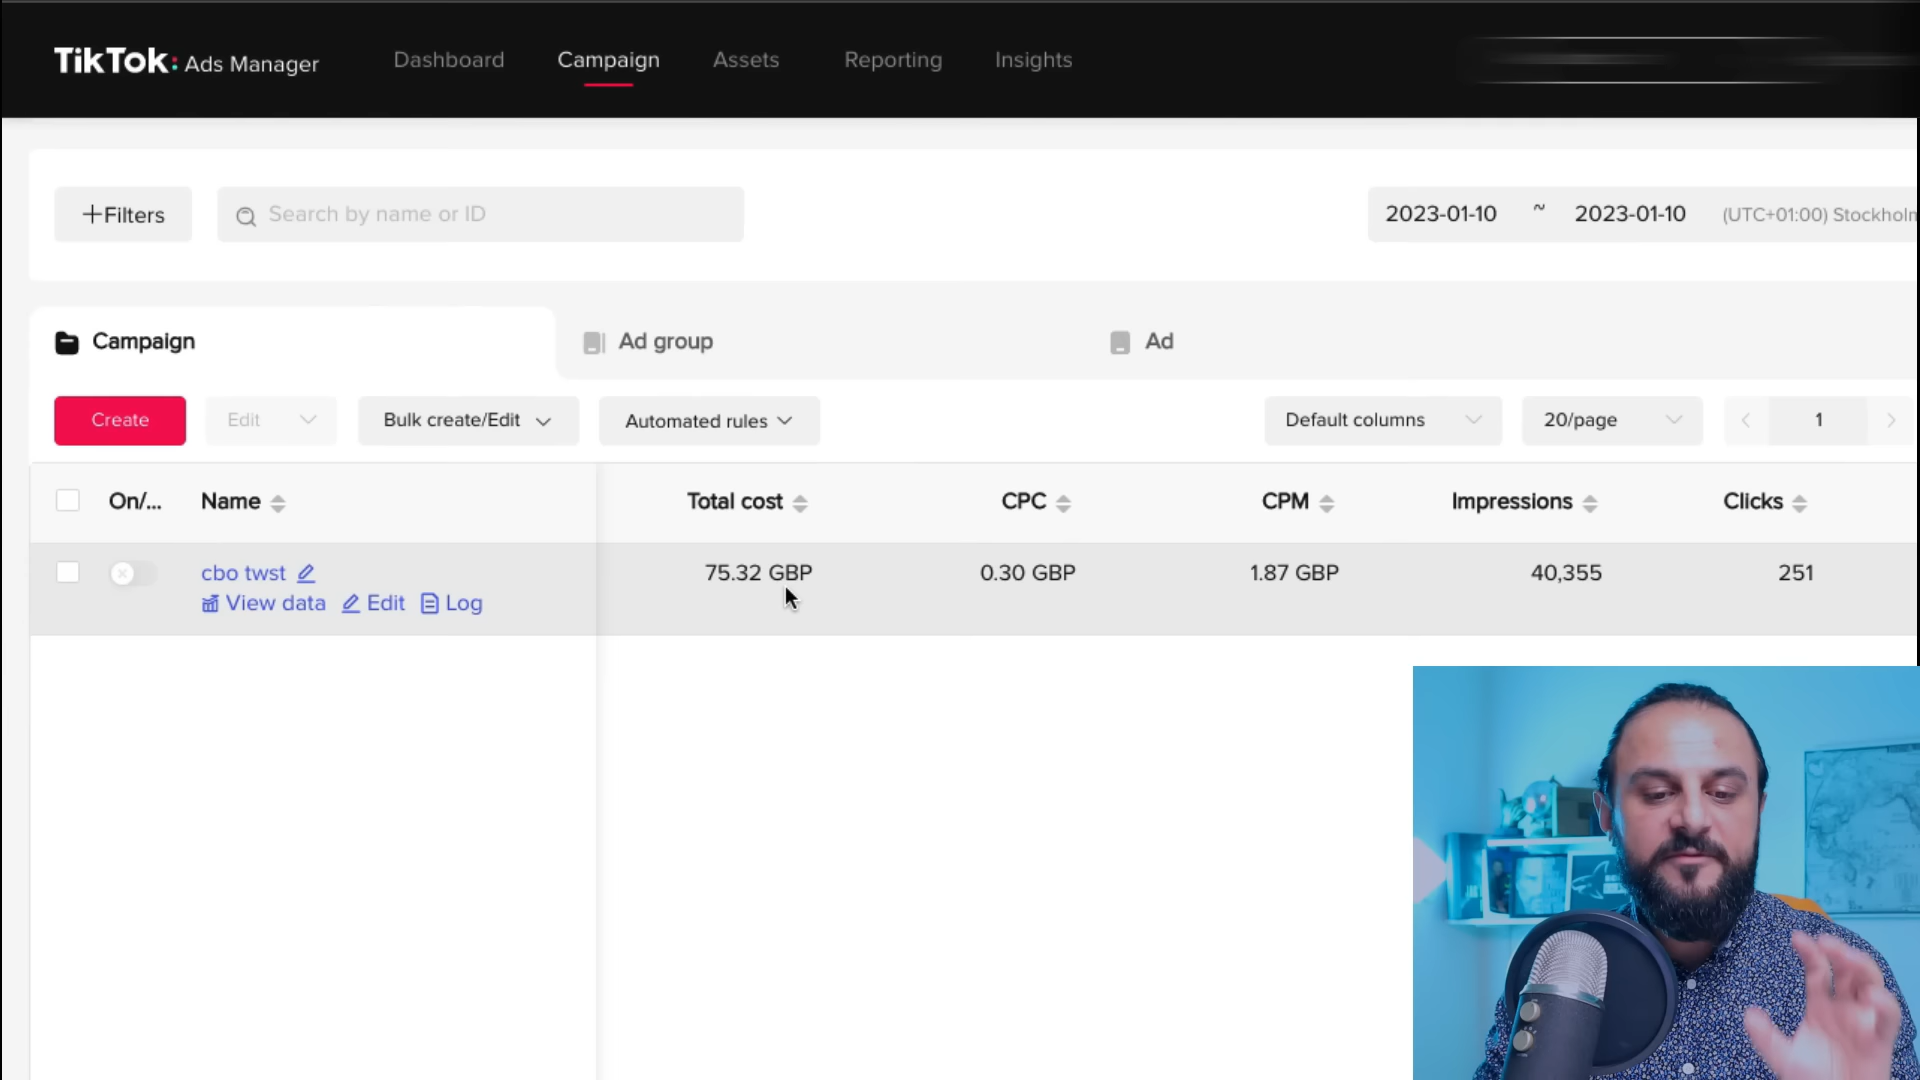 TikTok: Ads Manager
Dashboard
Campaign
Assets
Reporting
Insights
+Filters
Search by name or ID
2023-01-10 ~ 2023-01-10 (UTC+01:00) Stockholm
Campaign
Ad group
Ad
Create
Edit
Bulk create/Edit
Automated rules
Default columns
20/page
1
On/... Name Total cost CPC CPM Impressions Clicks
cbo twst 75.32 GBP 0.30 GBP 1.87 GBP 40,355 251
View data Edit Log